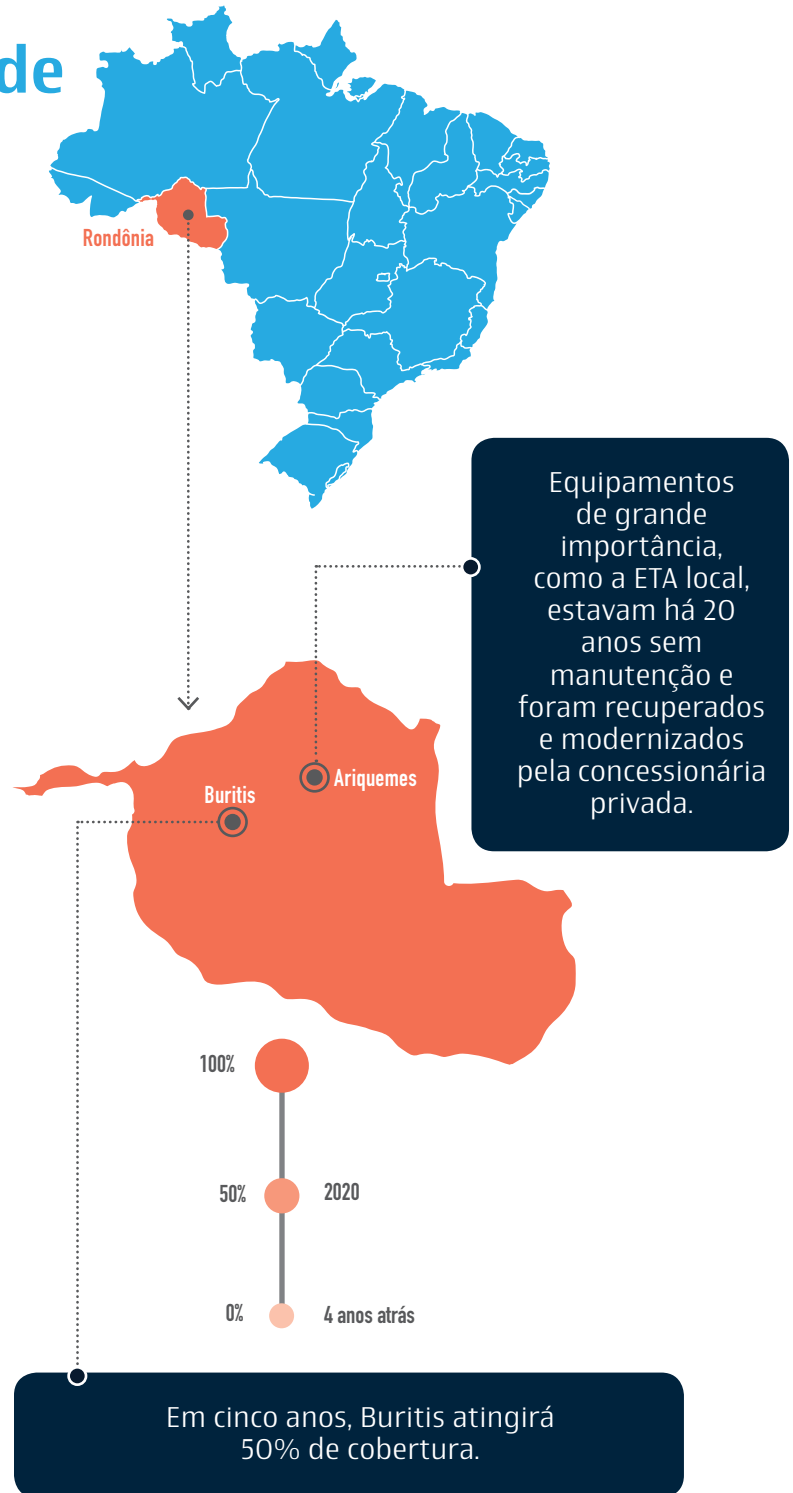 de
Rondônia
Equipamentos
de grande
importância,
como a ETA local,
estavam há 20
anos sem
manutenção e
foram recuperados
e modernizados
pela concessionária
privada.
Ariquemes
Buritis
100%
50%
2020
0%
4 anos atrás
Em cinco anos, Buritis atingirá
50% de cobertura.